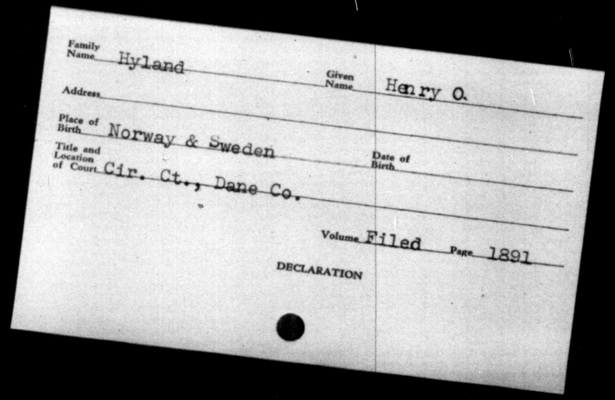 Family Name Hyland Given Name Henry O.
Address
Place of Birth Norway & Sweden Date of Birth
Title and Location of Court Cir. Ct., Dane Co.
Volume Filed Page 1891
DECLARATION